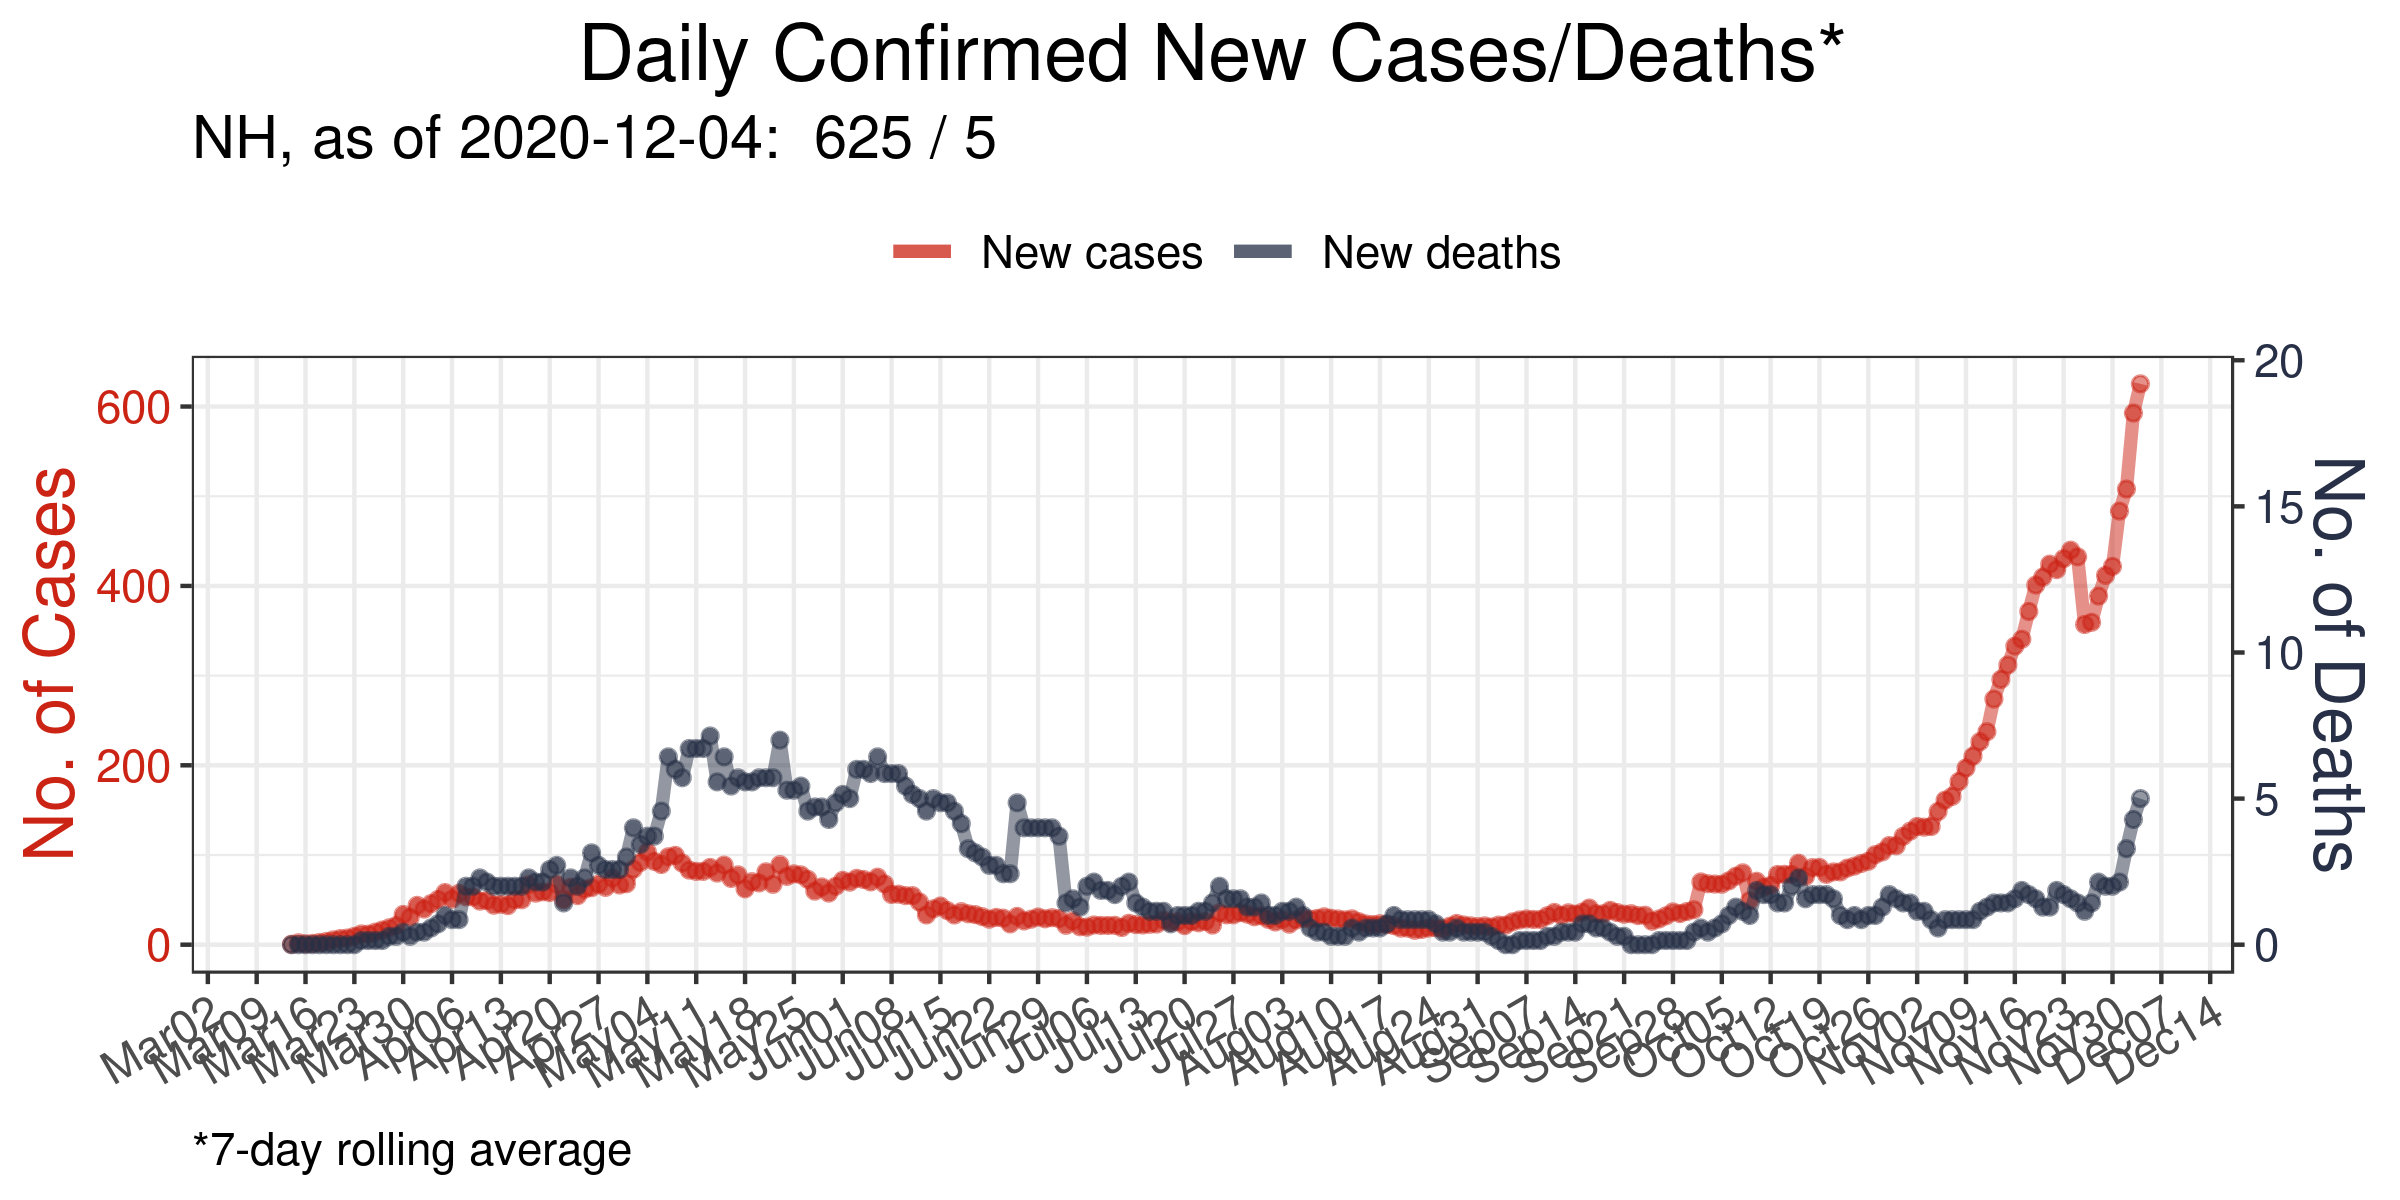 Daily Confirmed New Cases/Deaths*
NH, as of 2020-12-04:  625 / 5
New cases
New deaths
No. of Cases
600
400
200
0
20
15
10
5
0
No. of Deaths
Mar02
Mar09
Mar16
Mar23
Mar30
Apr06
Apr13
Apr20
Apr27
May04
May11
May18
May25
Jun01
Jun08
Jun15
Jun22
Jun29
Jul06
Jul13
Jul20
Jul27
Aug03
Aug10
Aug17
Aug24
Aug31
Sep07
Sep14
Sep21
Sep28
Oct05
Oct12
Oct19
Oct26
Nov02
Nov09
Nov16
Nov23
Nov30
Dec07
Dec14
*7-day rolling average